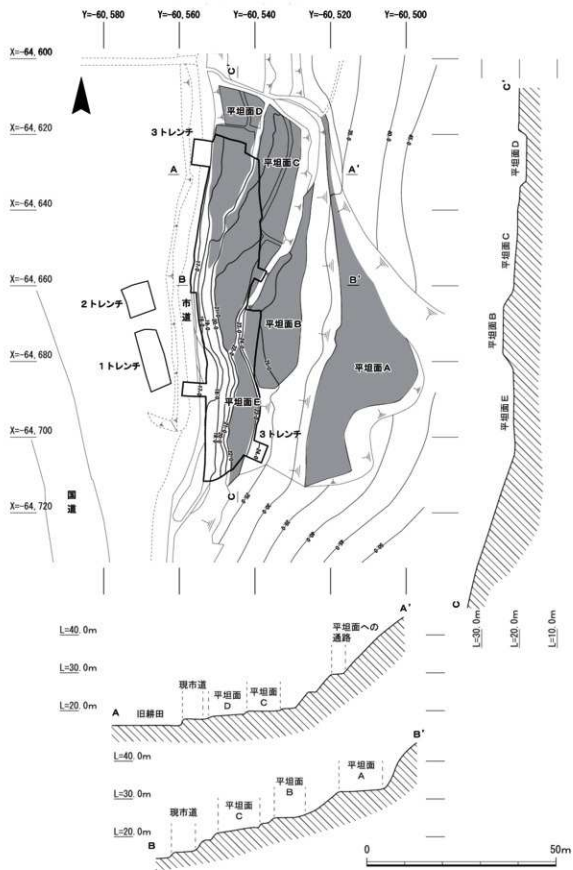 Y=-60,580
Y=-60,560
Y=-60,540
Y=-60,520
Y=-60,500
X=-64,600
X=-64,620
X=-64,640
X=-64,660
X=-64,680
X=-64,700
X=-64,720
C'
平坦面D
3トレンチ
平坦面C
A
A'
B
B'
市道
2トレンチ
1トレンチ
平坦面B
平坦面A
平坦面E
3トレンチ
国道
C
C'
平坦面D
平坦面C
平坦面B
平坦面E
C
L=30.0m
L=20.0m
L=10.0m
A'
L=40.0m
平坦面への
通路
L=30.0m
現市道
平坦面
D
平坦面
C
L=20.0m
A
旧耕田
B'
L=40.0m
平坦面
A
平坦面
B
L=30.0m
現市道
平坦面
C
L=20.0m
B
0
50m